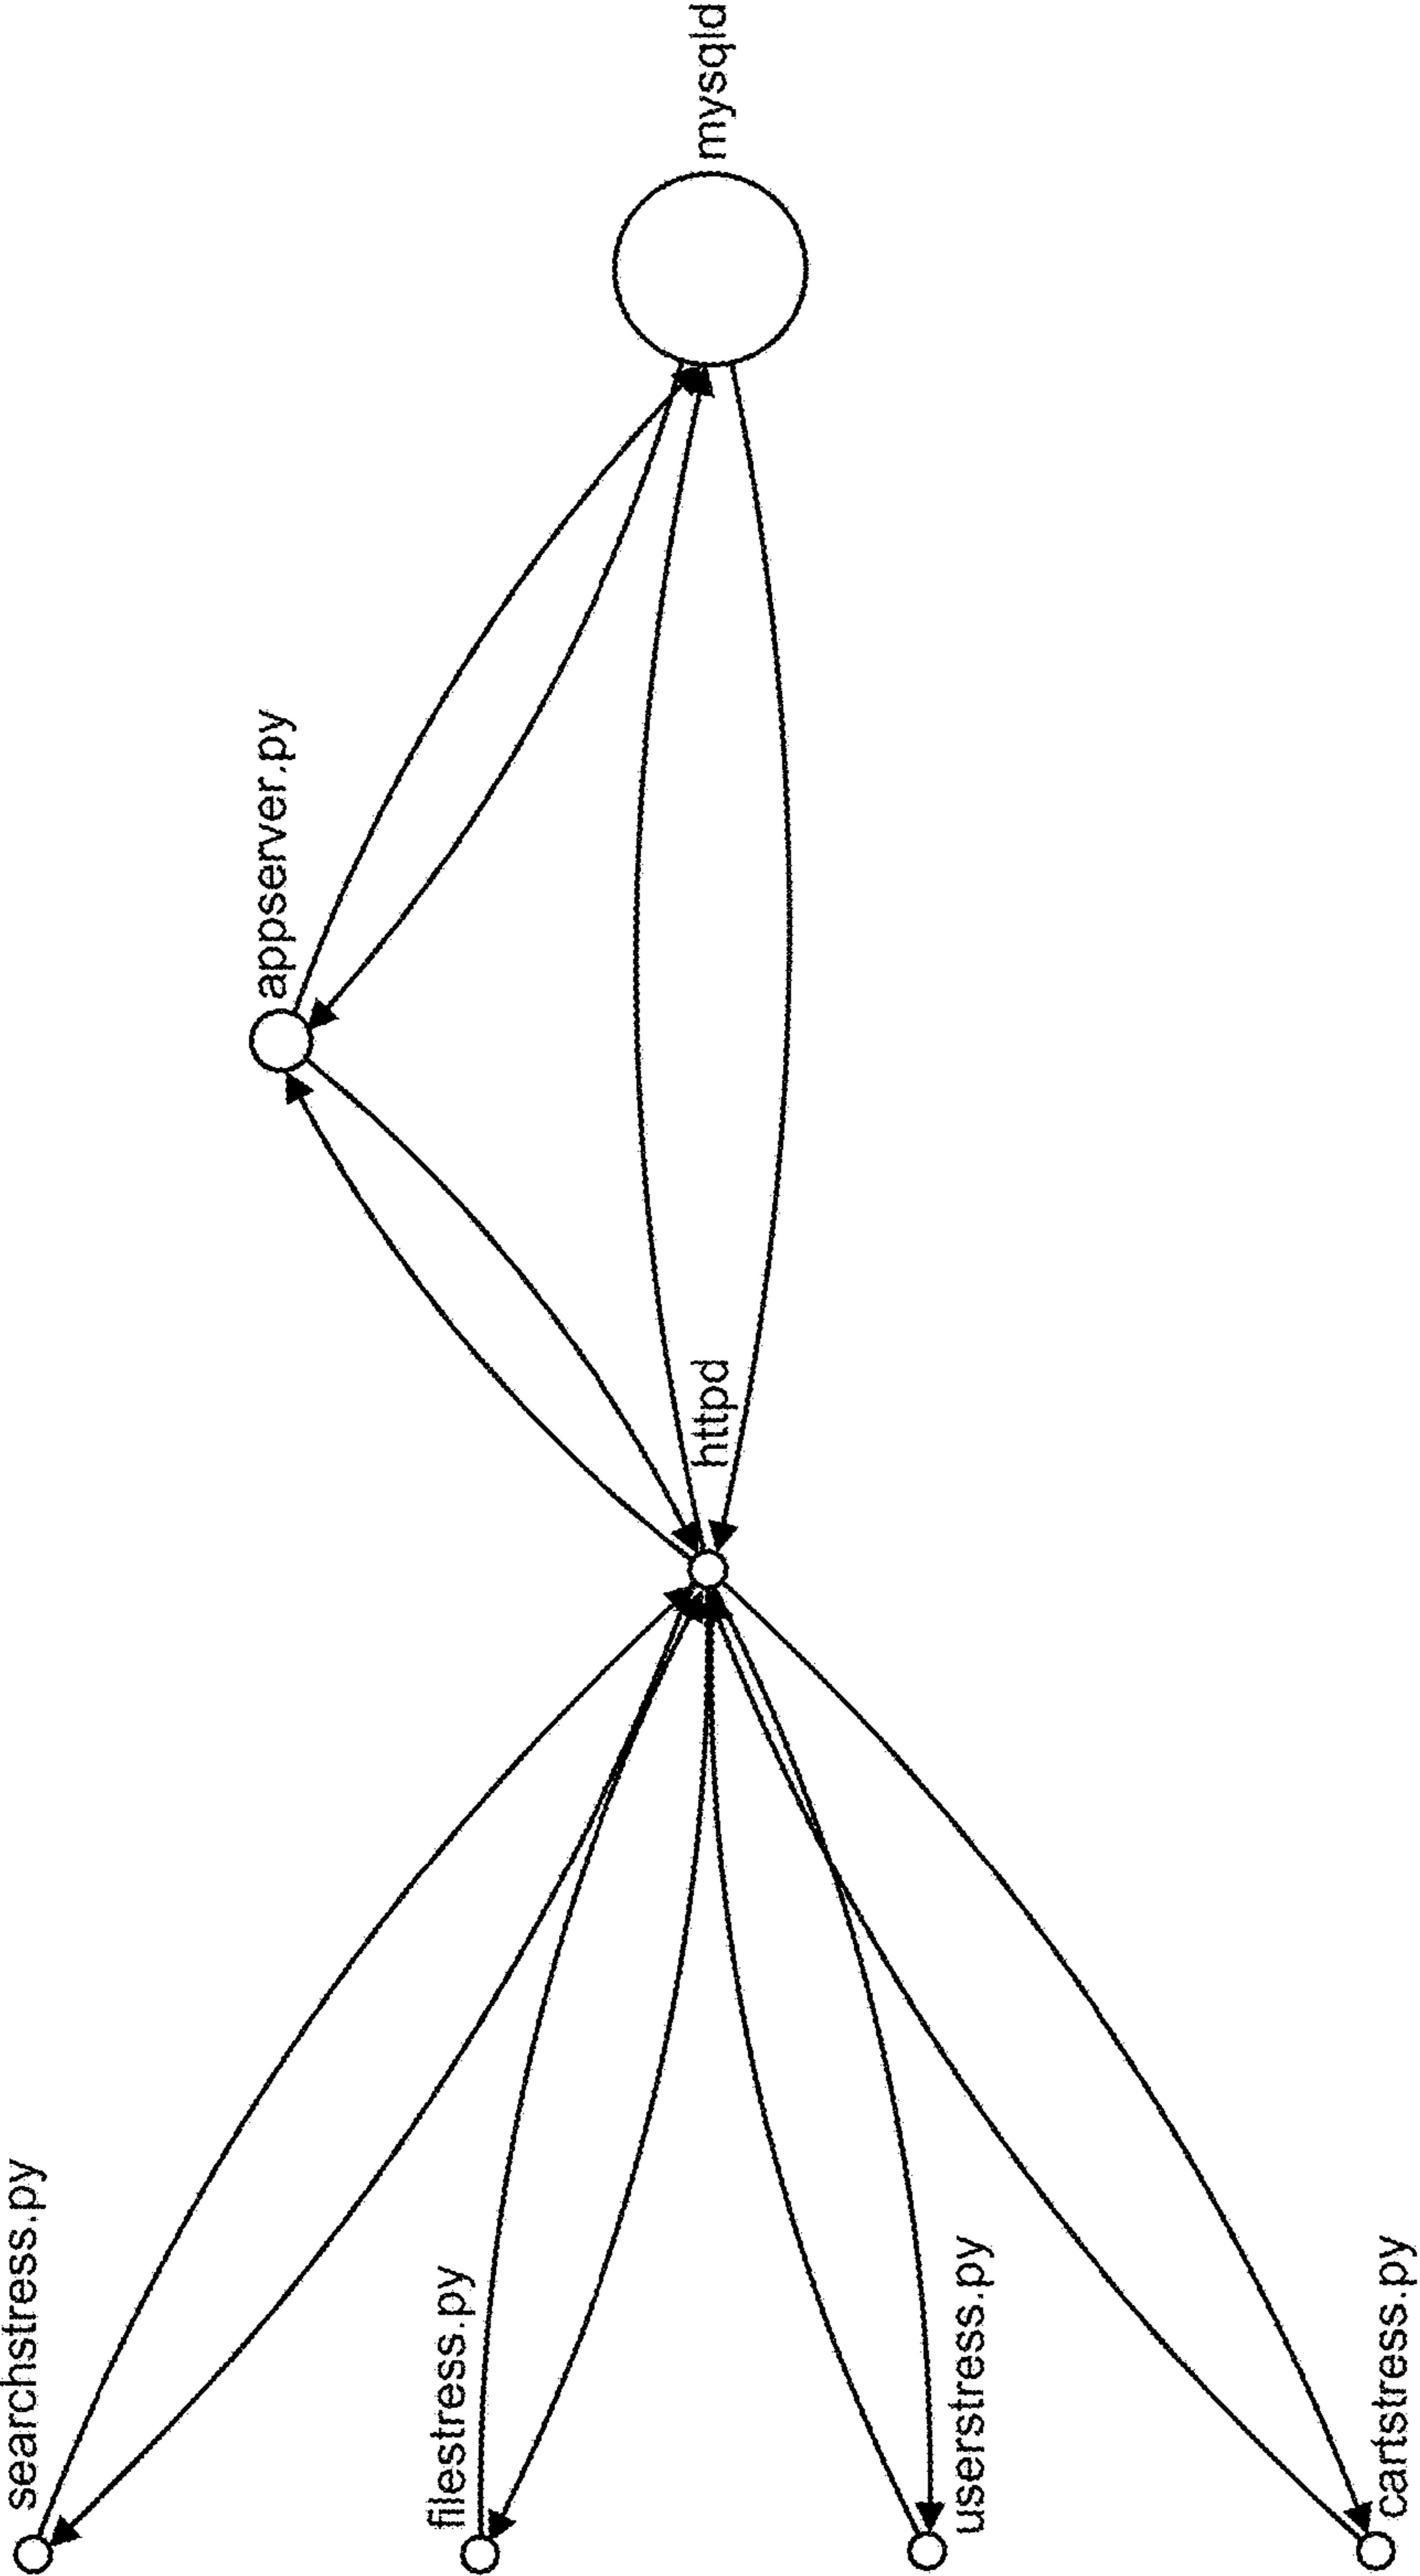 searchstress.py
filestress.py
userstress.py
cartstress.py
httpd
appserver.py
mysqld